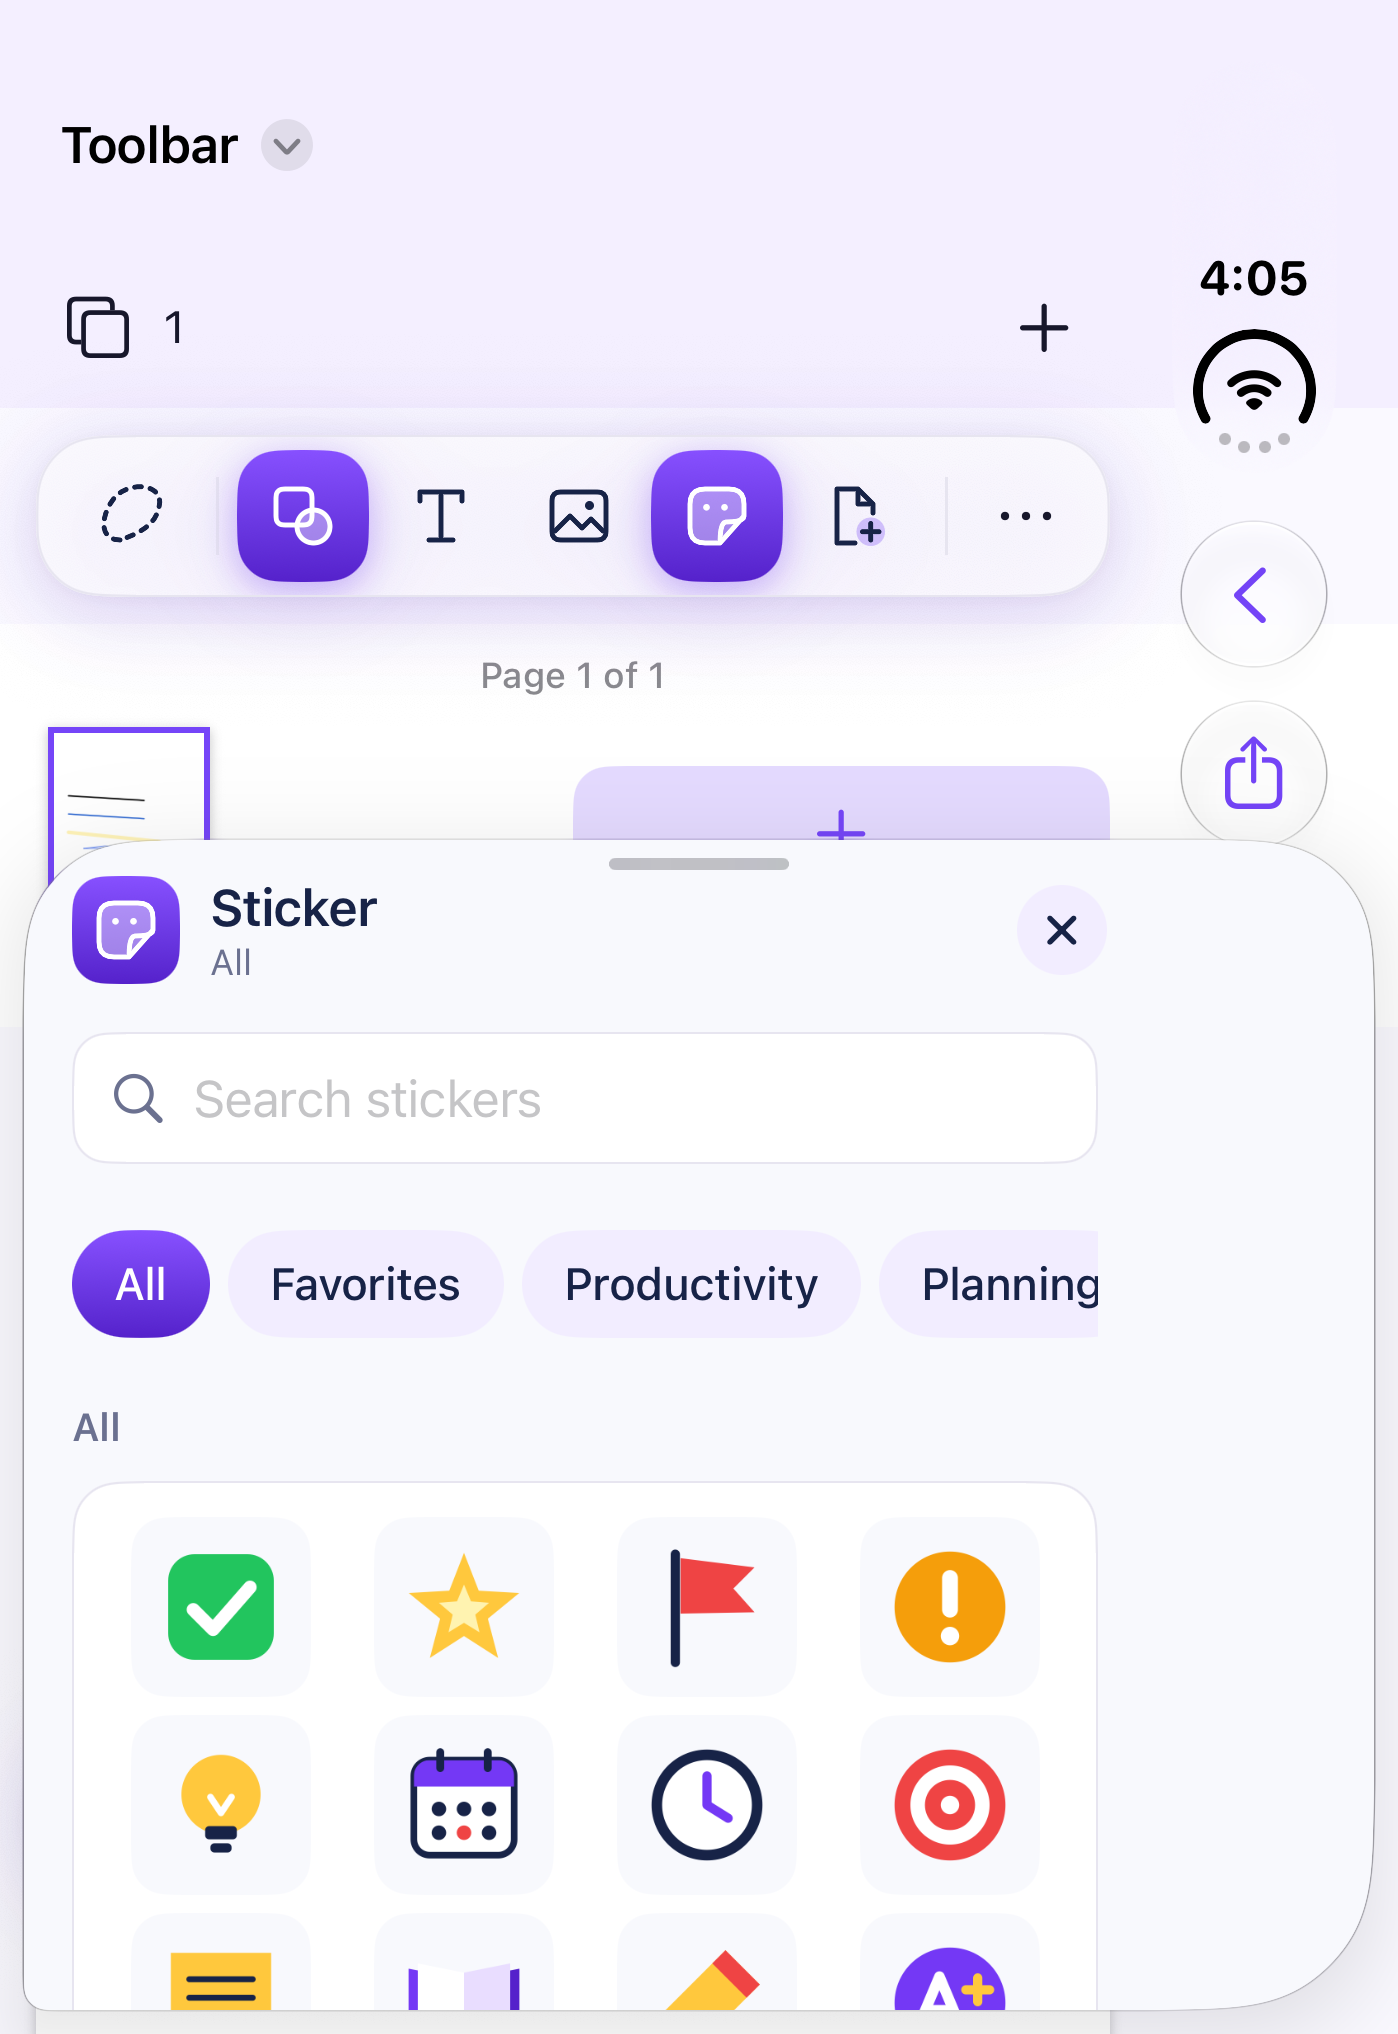 Toolbar
4:05
1
Page 1 of 1
Sticker
All
Search stickers
All
Favorites
Productivity
Planning
All
A+